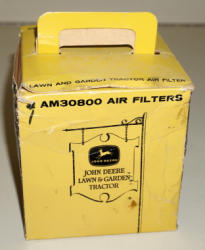 LAWN AND GARDEN TRACTOR AIR FILTER
AM30800 AIR FILTERS
JOHN DEERE
JOHN DEERE
LAWN & GARDEN
TRACTOR